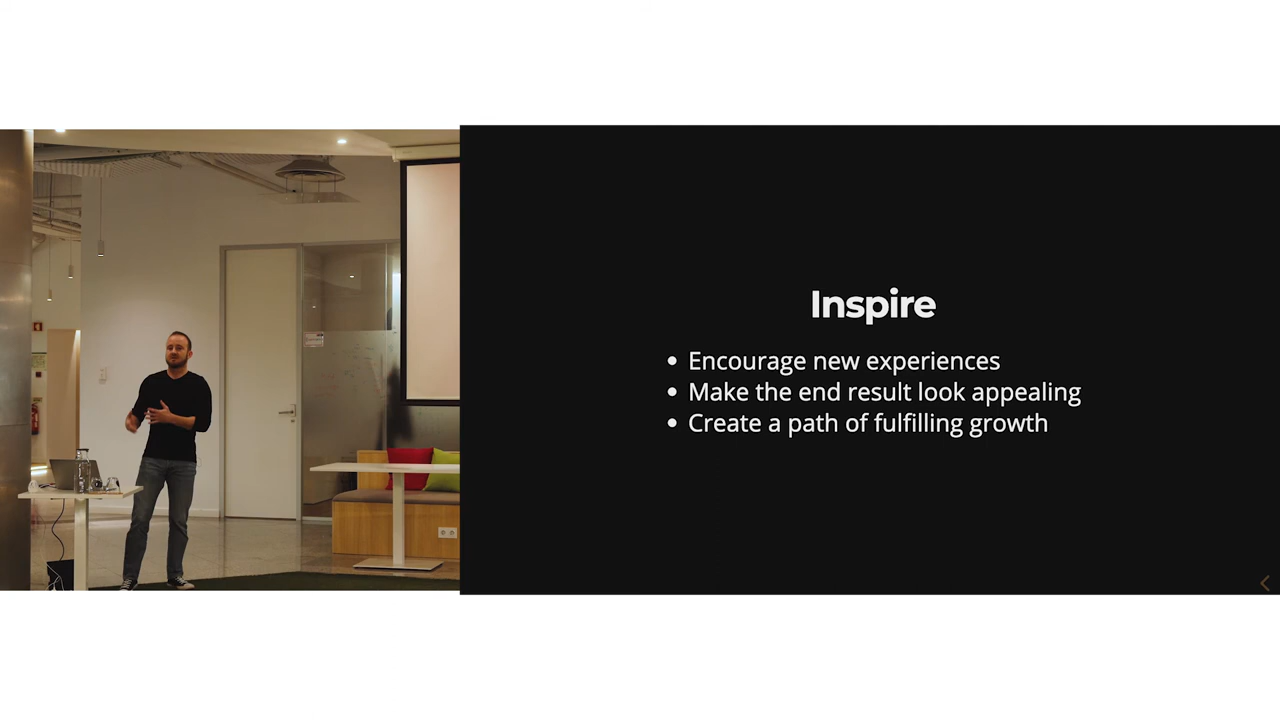 Inspire
Encourage new experiences
Make the end result look appealing
Create a path of fulfilling growth